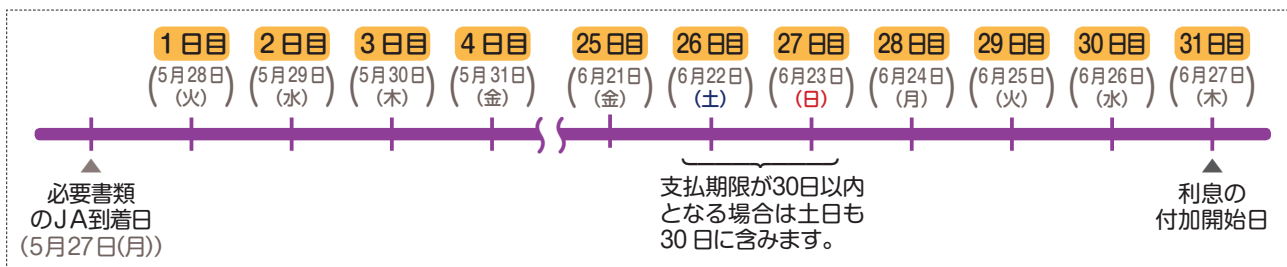 1日目 2日目 3日目 4日目 25日目 26日目 27日目 28日目 29日目 30日目 31日目
(5月28日(火)) (5月29日(水)) (5月30日(木)) (5月31日(金)) (6月21日(金)) (6月22日(土)) (6月23日(日)) (6月24日(月)) (6月25日(火)) (6月26日(水)) (6月27日(木))
必要書類
のJA到着日
(5月27日(月))
支払期限が30日以内
となる場合は土日も
30日に含みます。
利息の
付加開始日